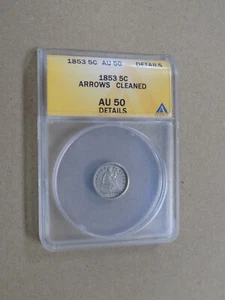 1853 5C AU 50 DETAILS
1853 5C
ARROWS CLEANED
AU 50
DETAILS